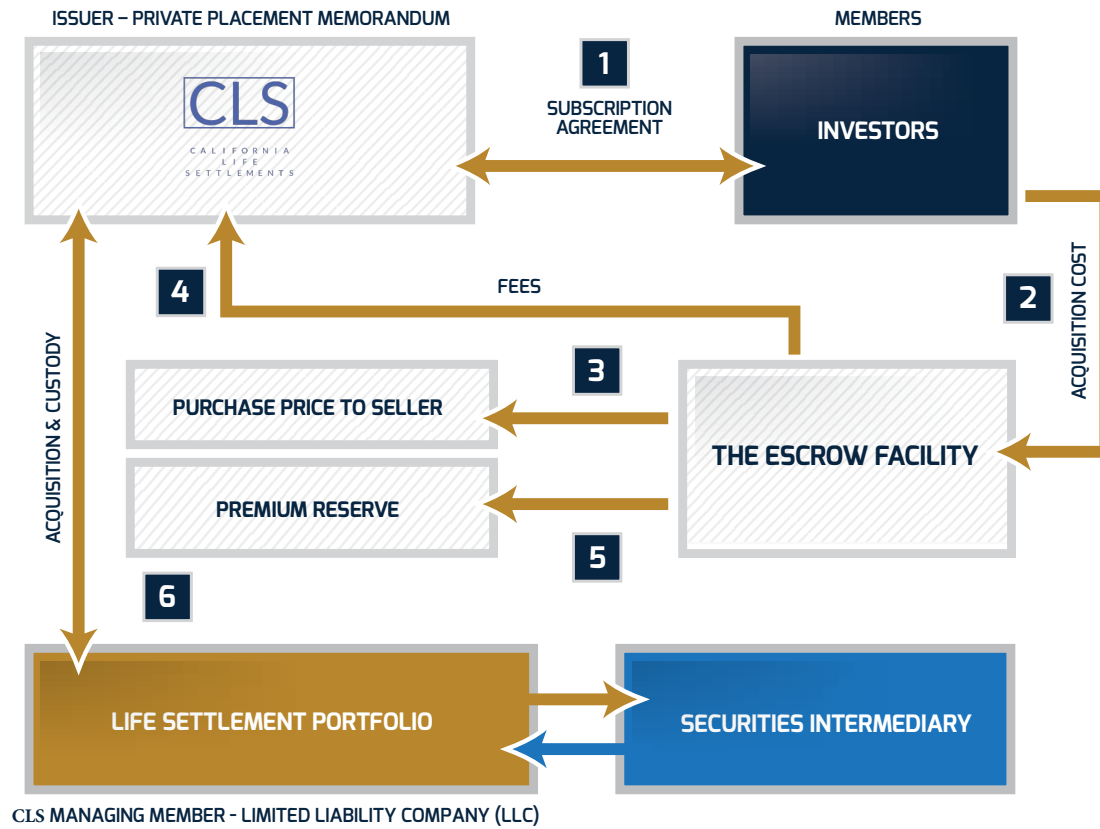 ISSUER – PRIVATE PLACEMENT MEMORANDUM
MEMBERS
CLS
CALIFORNIA
LIFE
SETTLEMENTS
1
SUBSCRIPTION
AGREEMENT
INVESTORS
4
FEES
2
ACQUISITION COST
ACQUISITION & CUSTODY
3
PURCHASE PRICE TO SELLER
THE ESCROW FACILITY
PREMIUM RESERVE
5
6
LIFE SETTLEMENT PORTFOLIO
SECURITIES INTERMEDIARY
CLS MANAGING MEMBER - LIMITED LIABILITY COMPANY (LLC)